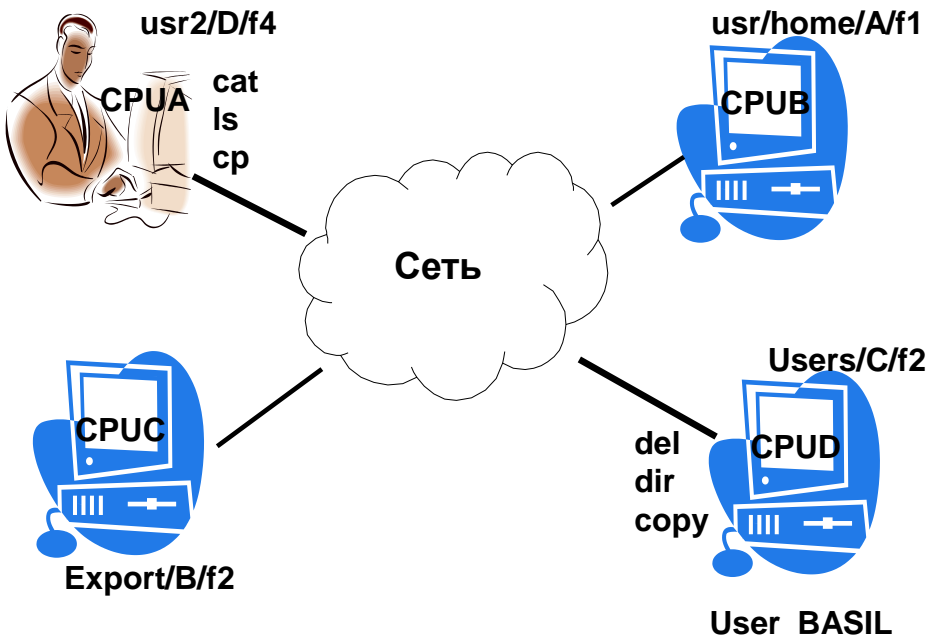 usr2/D/f4
usr/home/A/f1
CPUA
cat
ls
cp
CPUB
Сеть
Users/C/f2
CPUC
CPUD
del
dir
copy
Export/B/f2
User BASIL